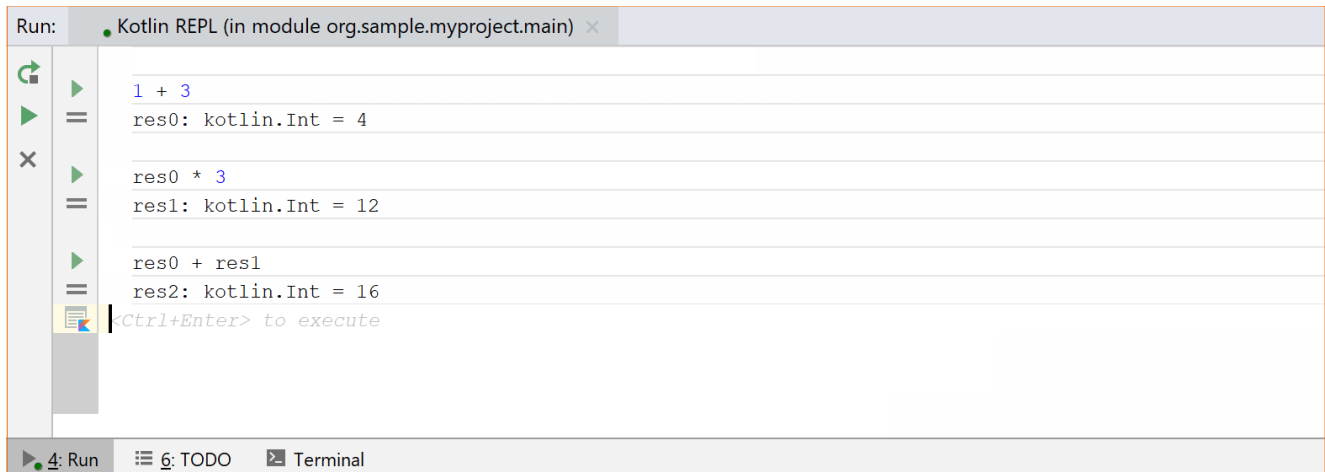 Run: Kotlin REPL (in module org.sample.myproject.main)
1 + 3
res0: kotlin.Int = 4
res0 * 3
res1: kotlin.Int = 12
res0 + res1
res2: kotlin.Int = 16
<Ctrl+Enter> to execute
4: Run 6: TODO Terminal